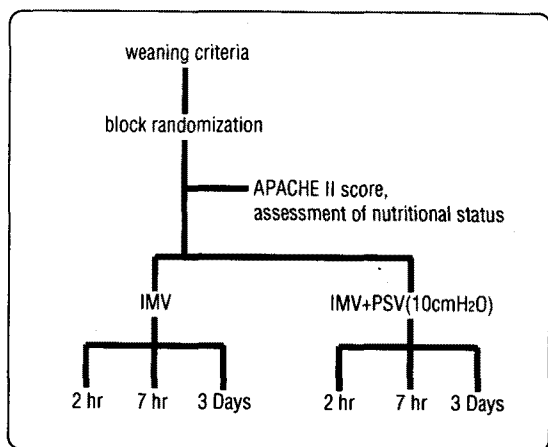 weaning criteria
block randomization
APACHE II score,
assessment of nutritional status
IMV
IMV+PSV(10cmH₂O)
2 hr
7 hr
3 Days
2 hr
7 hr
3 Days